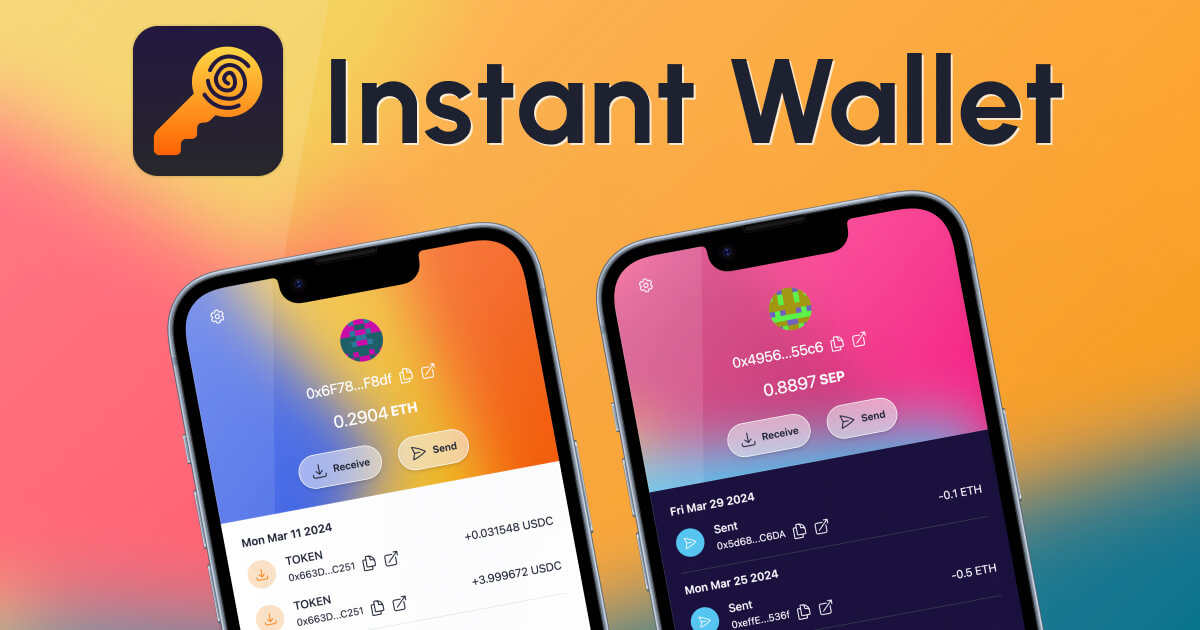 Instant Wallet
0x6F78...F8df
0.2904 ETH
Receive
Send
Mon Mar 11 2024
TOKEN
0x663D...C251
+0.031548 USDC
TOKEN
0x663D...C251
+3.999672 USDC
0x4956...55c6
0.8897 SEP
Receive
Send
Fri Mar 29 2024
Sent
0x5d68...C6DA
-0.1 ETH
Mon Mar 25 2024
Sent
0xeffE...536f
-0.5 ETH